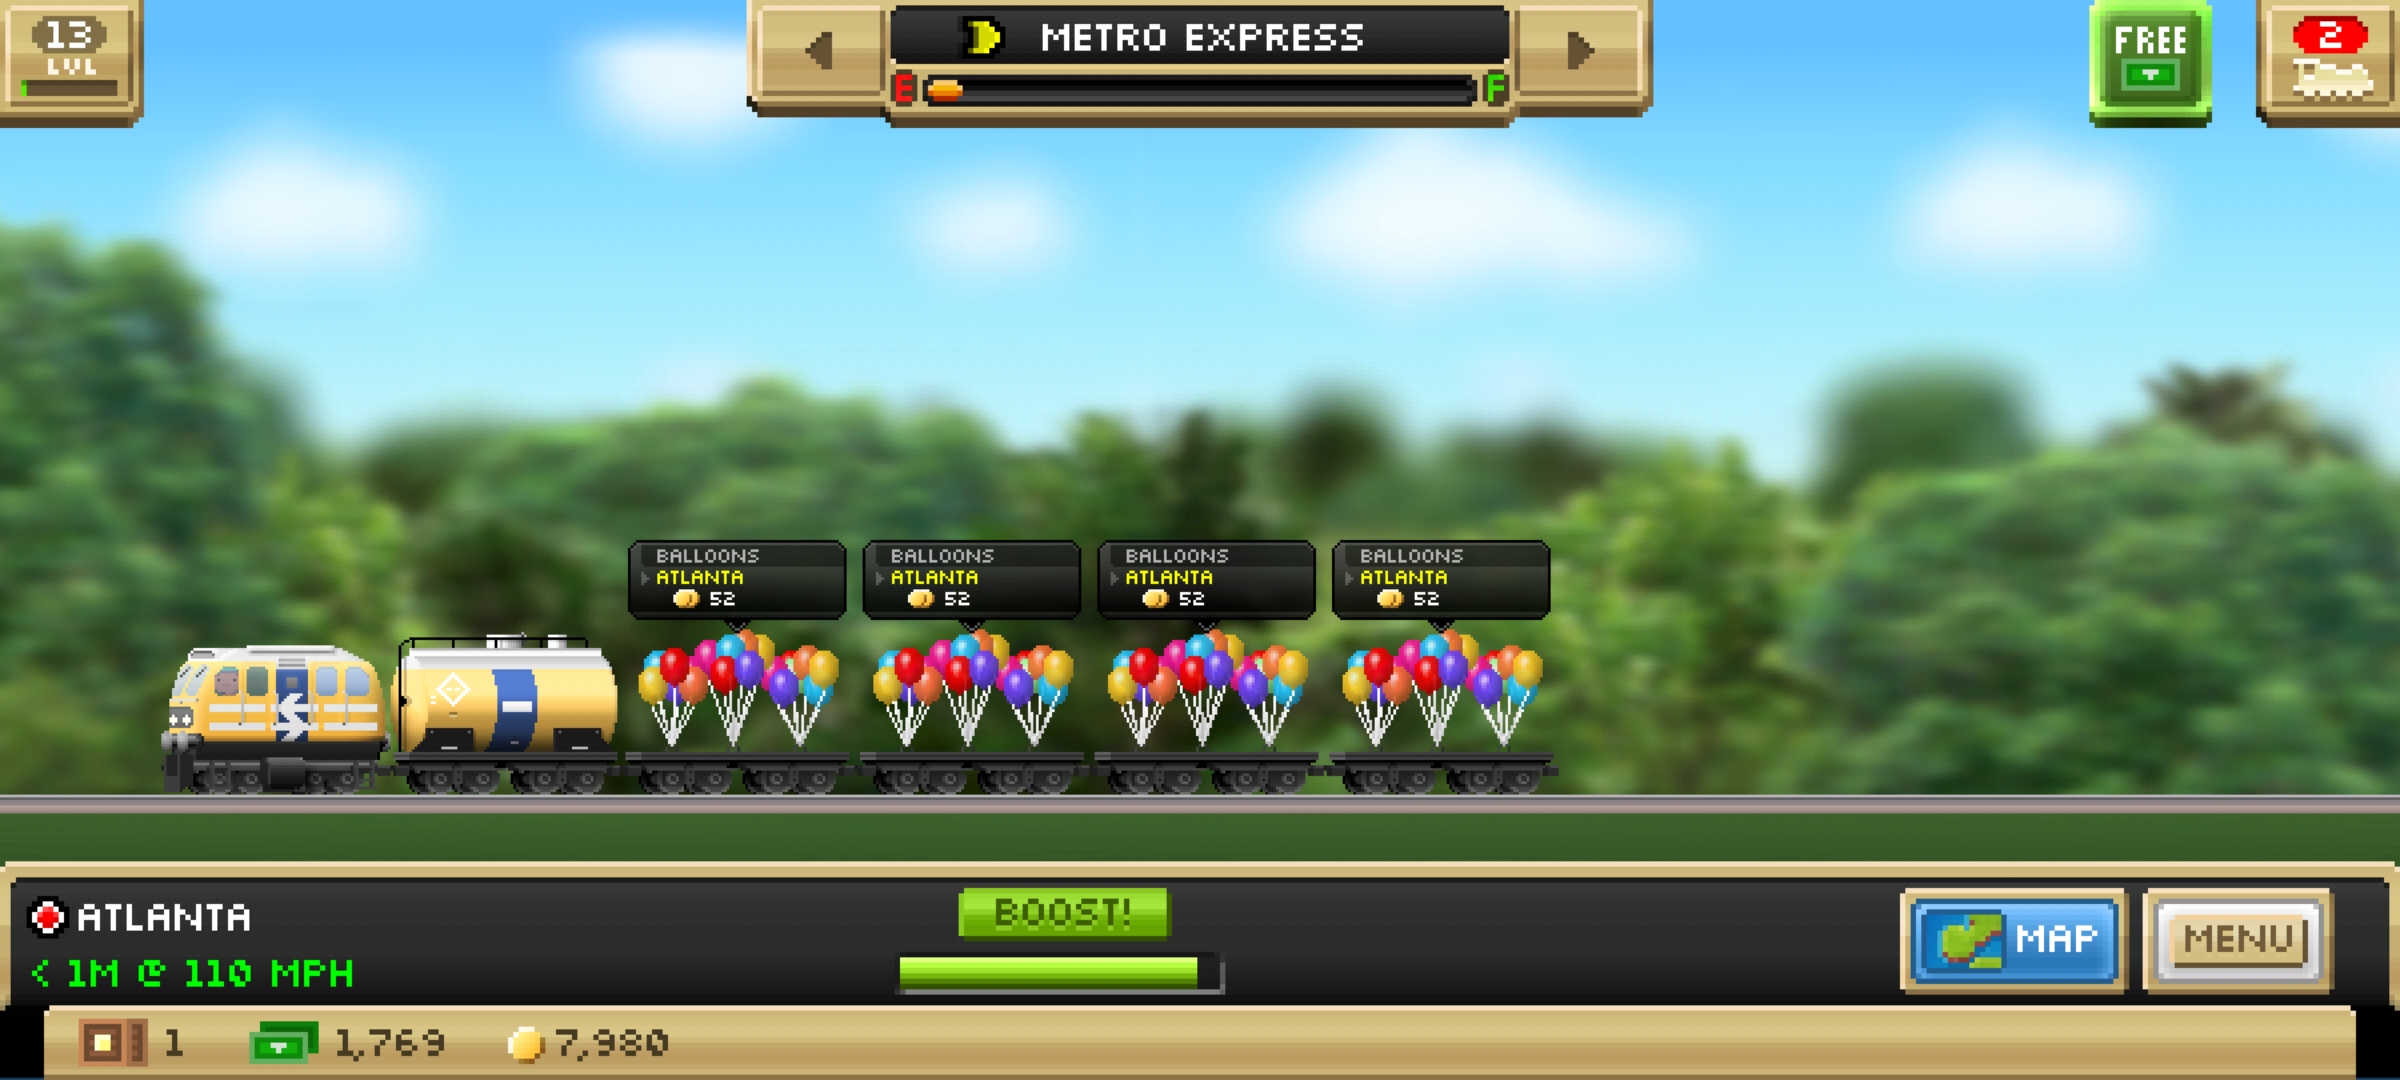 13
LVL
METRO EXPRESS
E F
FREE
2
BALLOONS
ATLANTA
52
BALLOONS
ATLANTA
52
BALLOONS
ATLANTA
52
BALLOONS
ATLANTA
52
ATLANTA
< 1M @ 110 MPH
BOOST!
MAP
MENU
1
1,769
7,980